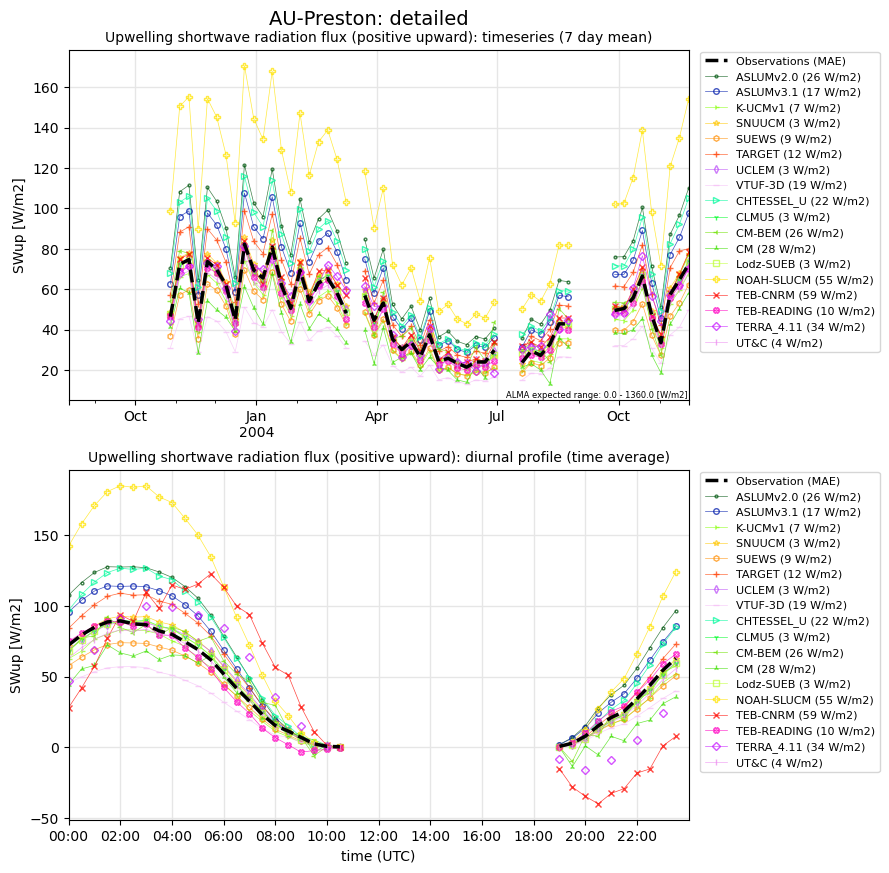 AU-Preston: detailed
Upwelling shortwave radiation flux (positive upward): timeseries (7 day mean)
SWup [W/m2]
160
140
120
100
80
60
40
20
Oct
Jan
2004
Apr
Jul
Oct
ALMA expected range: 0.0 - 1360.0 [W/m2]
Observations (MAE)
ASLUMv2.0 (26 W/m2)
ASLUMv3.1 (17 W/m2)
K-UCMv1 (7 W/m2)
SNUUCM (3 W/m2)
SUEWS (9 W/m2)
TARGET (12 W/m2)
UCLEM (3 W/m2)
VTUF-3D (19 W/m2)
CHTESSEL_U (22 W/m2)
CLMU5 (3 W/m2)
CM-BEM (26 W/m2)
CM (28 W/m2)
Lodz-SUEB (3 W/m2)
NOAH-SLUCM (55 W/m2)
TEB-CNRM (59 W/m2)
TEB-READING (10 W/m2)
TERRA_4.11 (34 W/m2)
UT&C (4 W/m2)
Upwelling shortwave radiation flux (positive upward): diurnal profile (time average)
SWup [W/m2]
150
100
50
0
−50
00:00
02:00
04:00
06:00
08:00
10:00
12:00
14:00
16:00
18:00
20:00
22:00
time (UTC)
Observation (MAE)
ASLUMv2.0 (26 W/m2)
ASLUMv3.1 (17 W/m2)
K-UCMv1 (7 W/m2)
SNUUCM (3 W/m2)
SUEWS (9 W/m2)
TARGET (12 W/m2)
UCLEM (3 W/m2)
VTUF-3D (19 W/m2)
CHTESSEL_U (22 W/m2)
CLMU5 (3 W/m2)
CM-BEM (26 W/m2)
CM (28 W/m2)
Lodz-SUEB (3 W/m2)
NOAH-SLUCM (55 W/m2)
TEB-CNRM (59 W/m2)
TEB-READING (10 W/m2)
TERRA_4.11 (34 W/m2)
UT&C (4 W/m2)